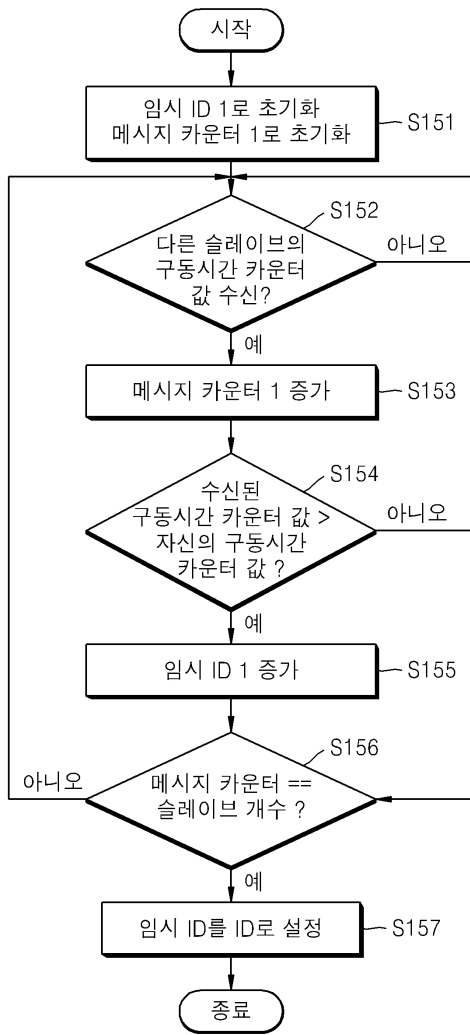 시작
임시 ID 1로 초기화
메시지 카운터 1로 초기화
S151
S152
다른 슬레이브의
구동시간 카운터
값 수신?
아니오
예
메시지 카운터 1 증가
S153
S154
수신된
구동시간 카운터 값 >
자신의 구동시간
카운터 값 ?
아니오
예
임시 ID 1 증가
S155
S156
아니오
메시지 카운터 ==
슬레이브 개수 ?
예
임시 ID를 ID로 설정
S157
종료